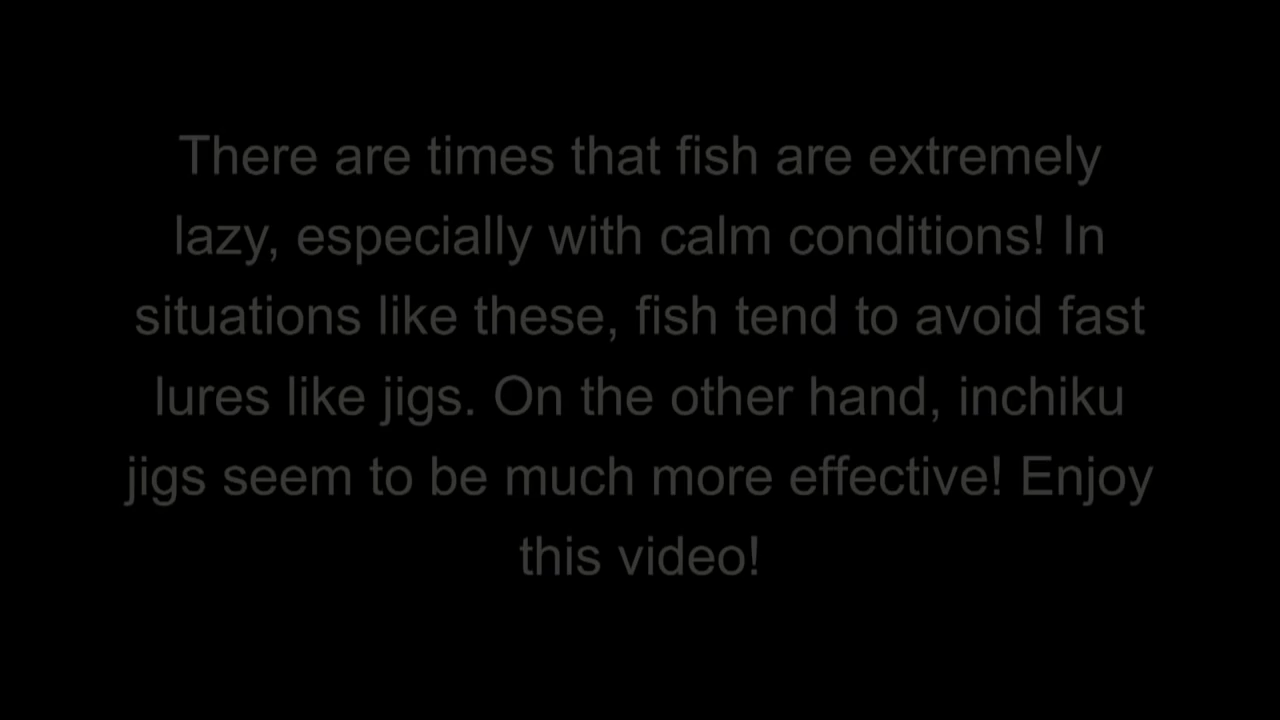 There are times that fish are extremely
lazy, especially with calm conditions! In
situations like these, fish tend to avoid fast
lures like jigs. On the other hand, inchiku
jigs seem to be much more effective! Enjoy
this video!